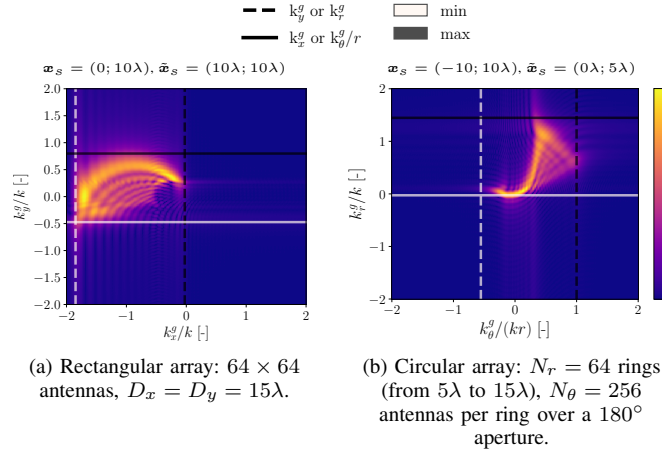 k_y^g or k_r^g
min
k_x^g or k_θ^g/r
max
x_s = (0; 10λ), x̃_s = (10λ; 10λ)
x_s = (−10; 10λ), x̃_s = (0λ; 5λ)
2.0
1.5
1.0
0.5
0.0
−0.5
−1.0
−1.5
−2.0
k_y^g/k [-]
−2
−1
0
1
2
k_x^g/k [-]
2
1
0
−1
−2
k_r^g/k [-]
−2
−1
0
1
2
k_θ^g/(kr) [-]
(a) Rectangular array: 64 × 64
antennas, D_x = D_y = 15λ.
(b) Circular array: N_r = 64 rings
(from 5λ to 15λ), N_θ = 256
antennas per ring over a 180°
aperture.